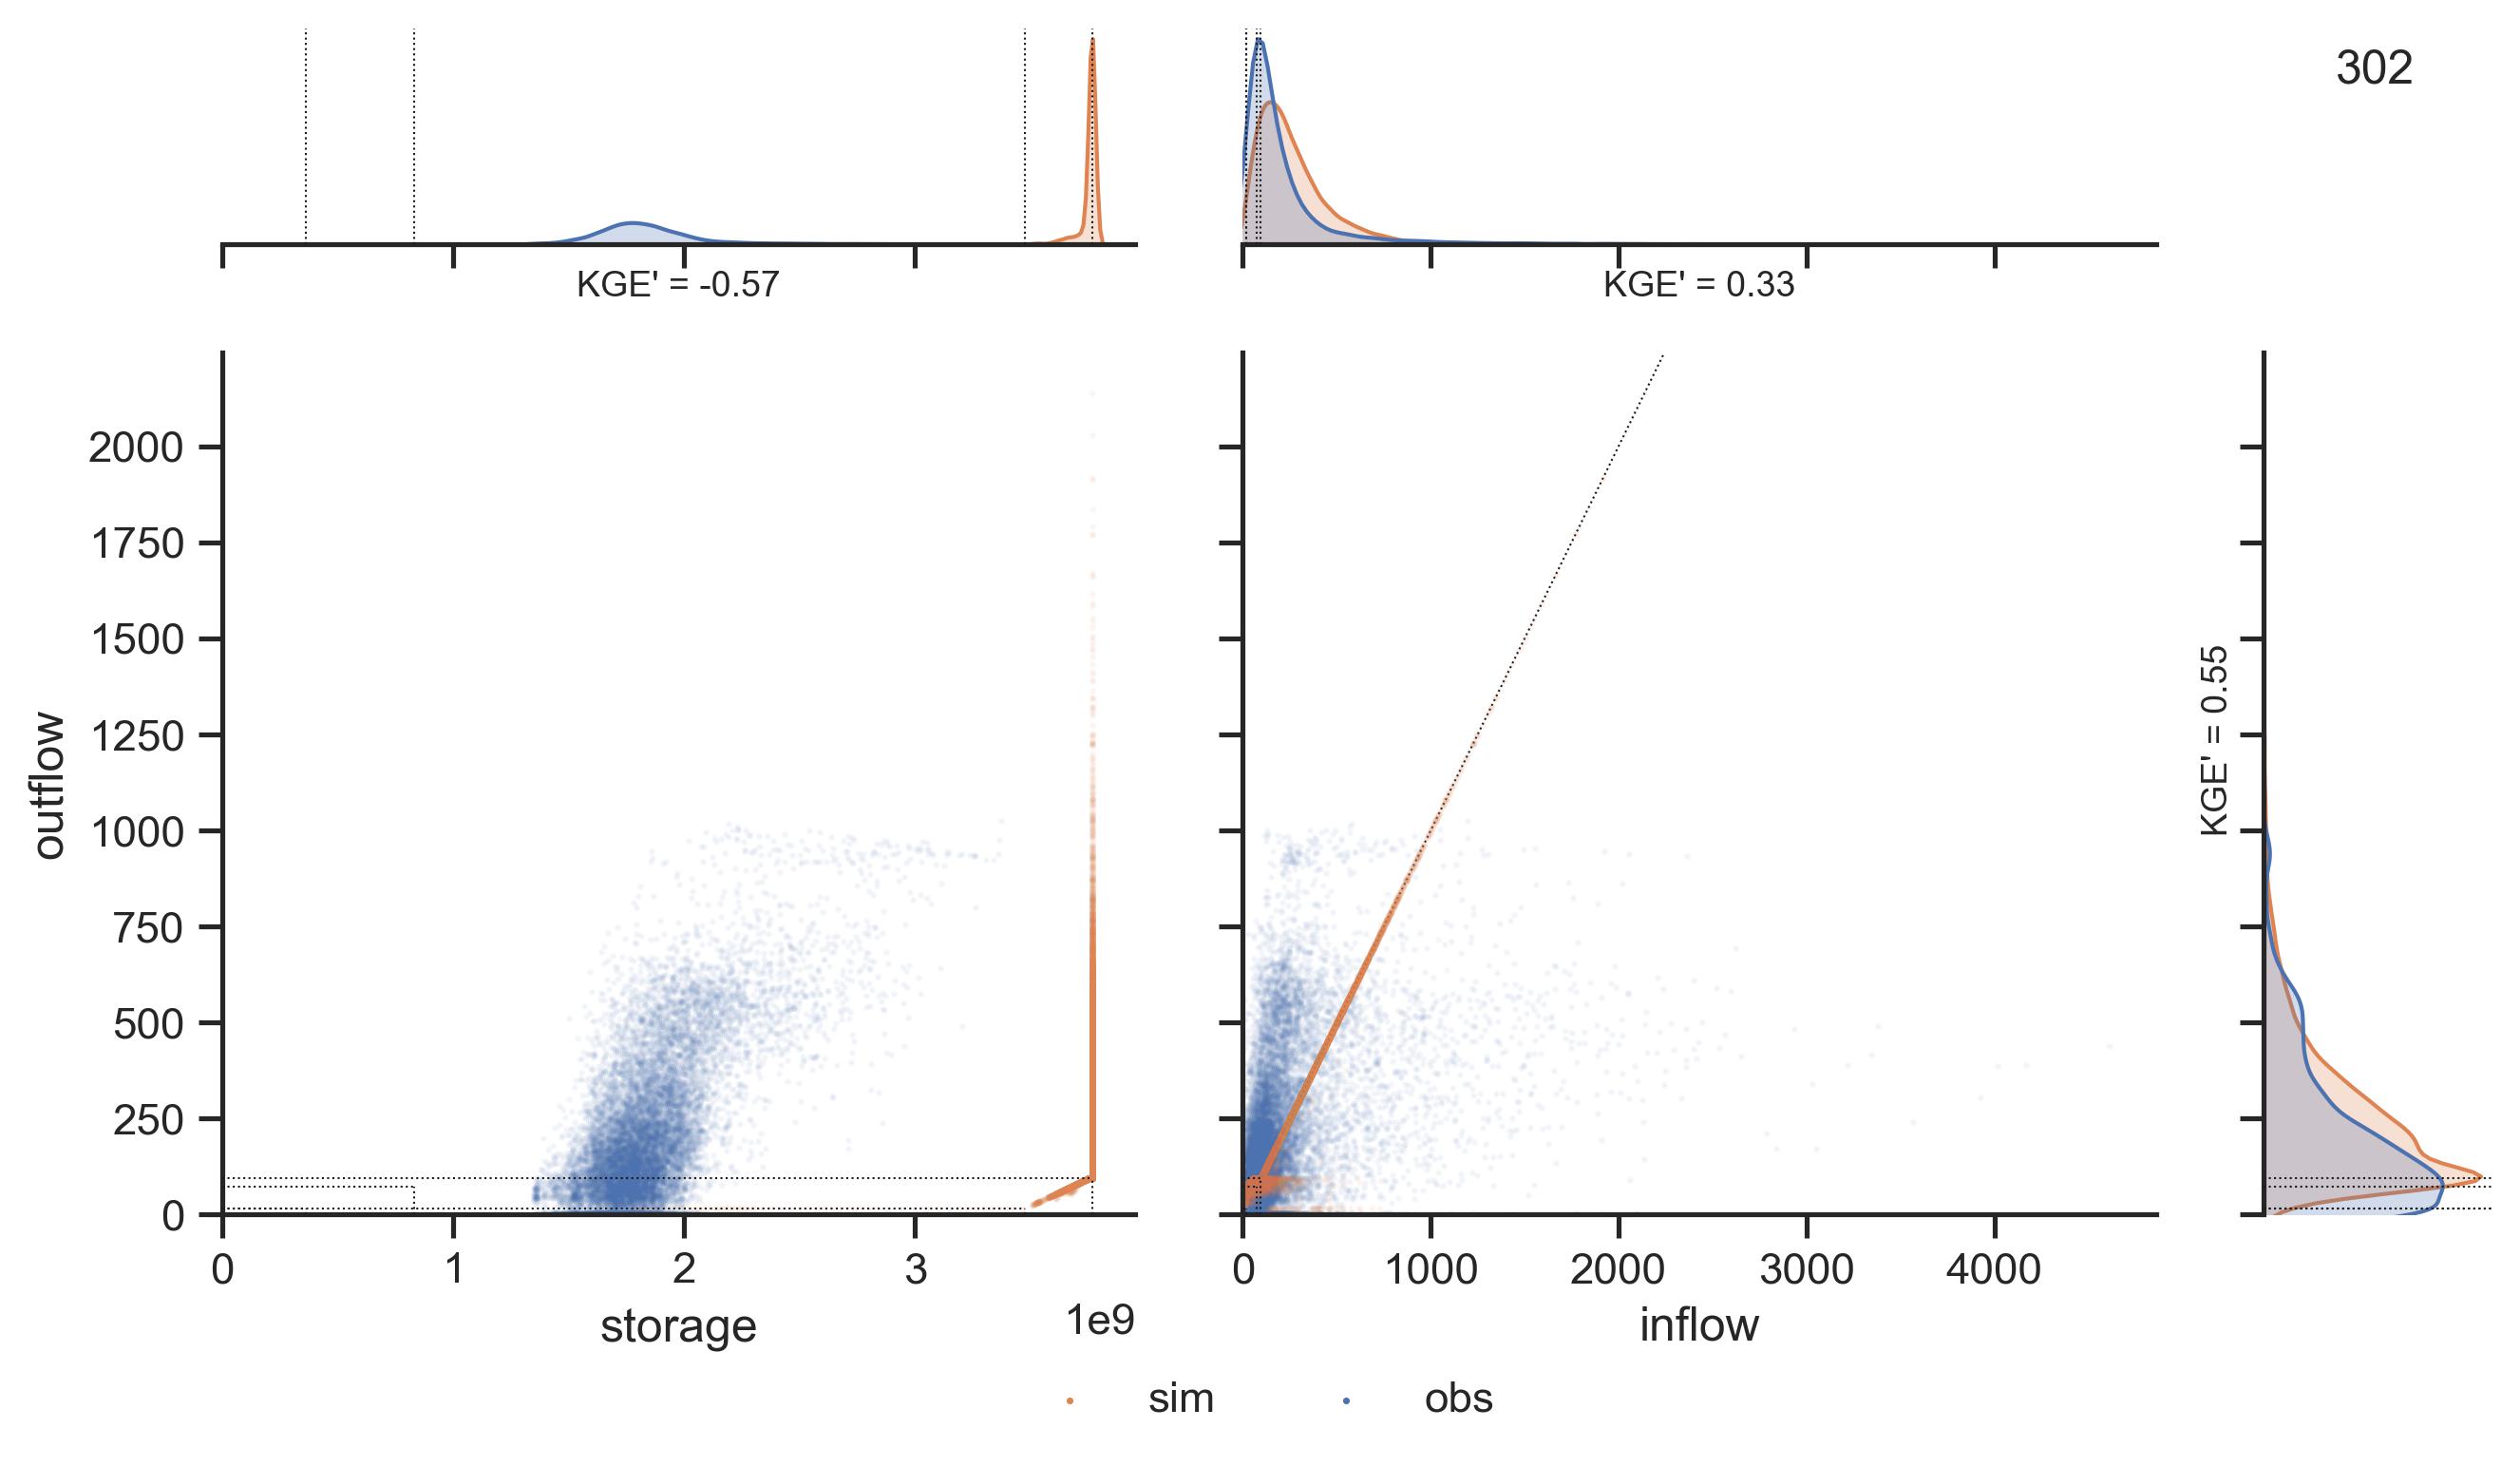 302
KGE' = -0.57
KGE' = 0.33
outflow
2000
1750
1500
1250
1000
750
500
250
0
KGE' = 0.55
0 1 2 3
1e9
storage
0 1000 2000 3000 4000
inflow
sim obs